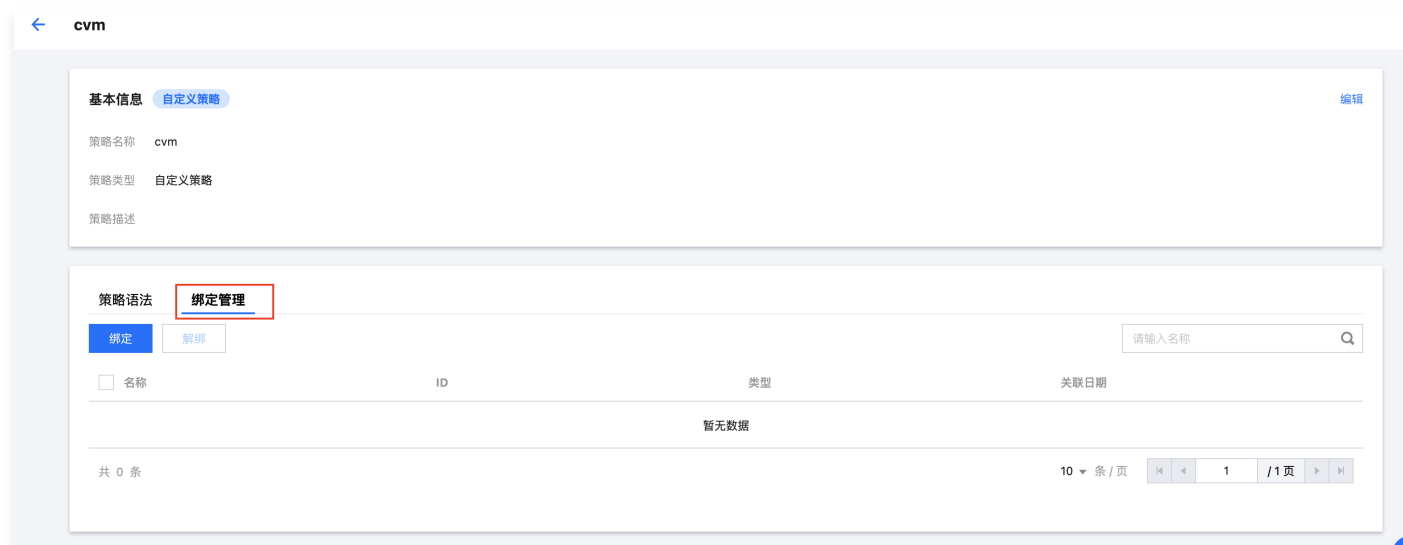 cvm
基本信息 自定义策略 编辑
策略名称 cvm
策略类型 自定义策略
策略描述
策略语法 绑定管理
绑定 解绑 请输入名称
名称 ID 类型 关联日期
暂无数据
共 0 条 10 条 / 页 1 / 1 页